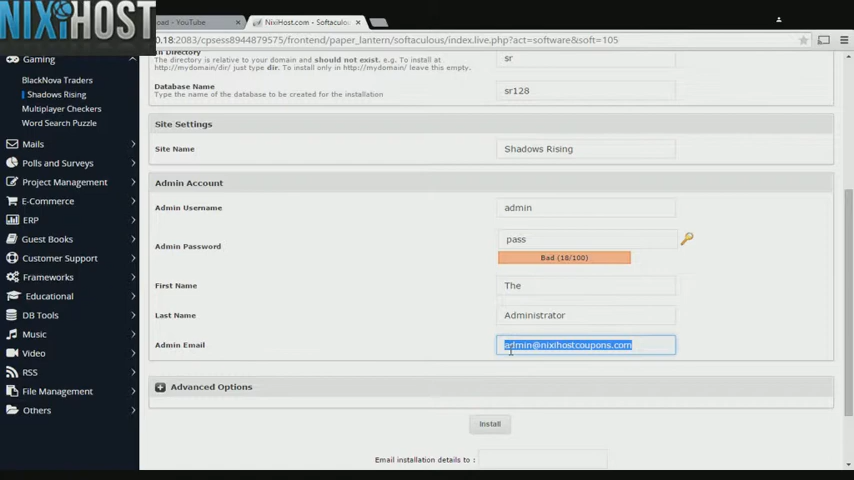 NIXIHOST
oad - YouTube
NixiHost.com - Softaculous
0.18:2083/cpsess8944879575/frontend/paper_lantern/softaculous/index.live.php?act=software&soft=105
Gaming
BlackNova Traders
Shadows Rising
Multiplayer Checkers
Word Search Puzzle
Mails
Polls and Surveys
Project Management
E-Commerce
ERP
Guest Books
Customer Support
Frameworks
Educational
DB Tools
Music
Video
RSS
File Management
Others
In Directory
The directory is relative to your domain and should not exist. e.g. To install at
http://mydomain/dir/ just type dir. To install only in http://mydomain/ leave this empty.
sr
Database Name
Type the name of the database to be created for the installation
sr128
Site Settings
Site Name
Shadows Rising
Admin Account
Admin Username
admin
Admin Password
pass
Bad (18/100)
First Name
The
Last Name
Administrator
Admin Email
admin@nixihostcoupons.com
Advanced Options
Install
Email installation details to :